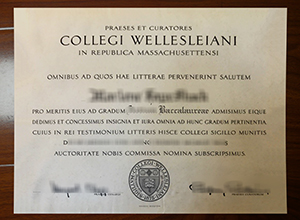 PRAESES ET CURATORES
COLLEGI WELLESLEIANI
IN REPUBLICA MASSACHUSETTENSI
OMNIBUS AD QUOS HAE LITTERAE PERVENERINT SALUTEM
PRO MERITIS EIUS AD GRADUM Baccalaureae ADMISIMUS EIQUE
DEDIMUS ET CONCESSIMUS INSIGNIA ET IURA OMNIA AD HUNC GRADUM PERTINENTIA
CUIUS IN REI TESTIMONIUM LITTERIS HISCE COLLEGI SIGILLO MUNITIS
AUCTORITATE NOBIS COMMISSA NOMINA SUBSCRIPSIMUS